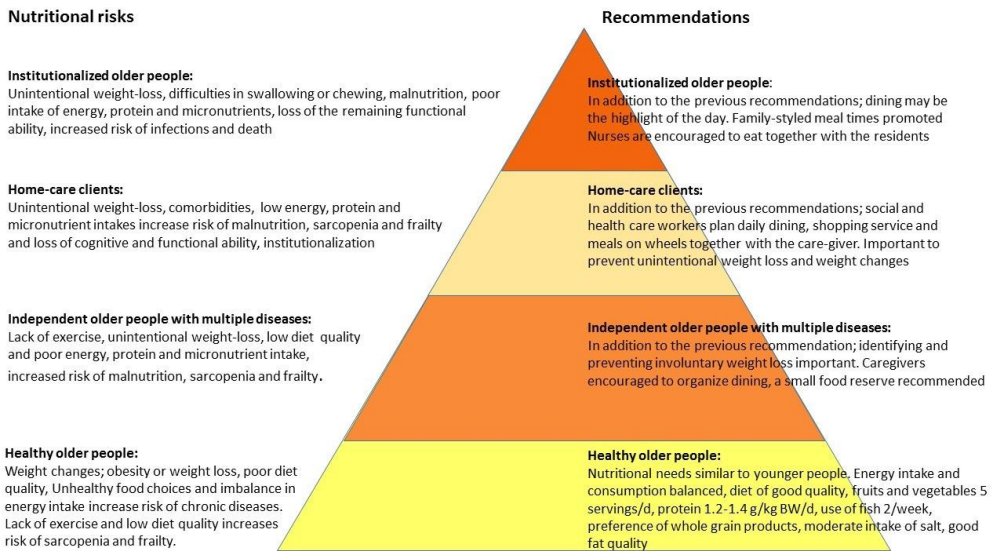 Nutritional risks
Institutionalized older people:
Unintentional weight-loss, difficulties in swallowing or chewing, malnutrition, poor
intake of energy, protein and micronutrients, loss of the remaining functional
ability, increased risk of infections and death
Home-care clients:
Unintentional weight-loss, comorbidities, low energy, protein and
micronutrient intakes increase risk of malnutrition, sarcopenia and frailty
and loss of cognitive and functional ability, institutionalization
Independent older people with multiple diseases:
Lack of exercise, unintentional weight-loss, low diet quality
and poor energy, protein and micronutrient intake,
increased risk of malnutrition, sarcopenia and frailty.
Healthy older people:
Weight changes; obesity or weight loss, poor diet
quality, Unhealthy food choices and imbalance in
energy intake increase risk of chronic diseases.
Lack of exercise and low diet quality increases
risk of sarcopenia and frailty.
Recommendations
Institutionalized older people:
In addition to the previous recommendations; dining may be
the highlight of the day. Family-styled meal times promoted
Nurses are encouraged to eat together with the residents
Home-care clients:
In addition to the previous recommendations; social and
health care workers plan daily dining, shopping service and
meals on wheels together with the care-giver. Important to
prevent unintentional weight loss and weight changes
Independent older people with multiple diseases:
In addition to the previous recommendation; identifying and
preventing involuntary weight loss important. Caregivers
encouraged to organize dining, a small food reserve recommended
Healthy older people:
Nutritional needs similar to younger people. Energy intake and
consumption balanced, diet of good quality, fruits and vegetables 5
servings/d, protein 1.2-1.4 g/kg BW/d, use of fish 2/week,
preference of whole grain products, moderate intake of salt, good
fat quality